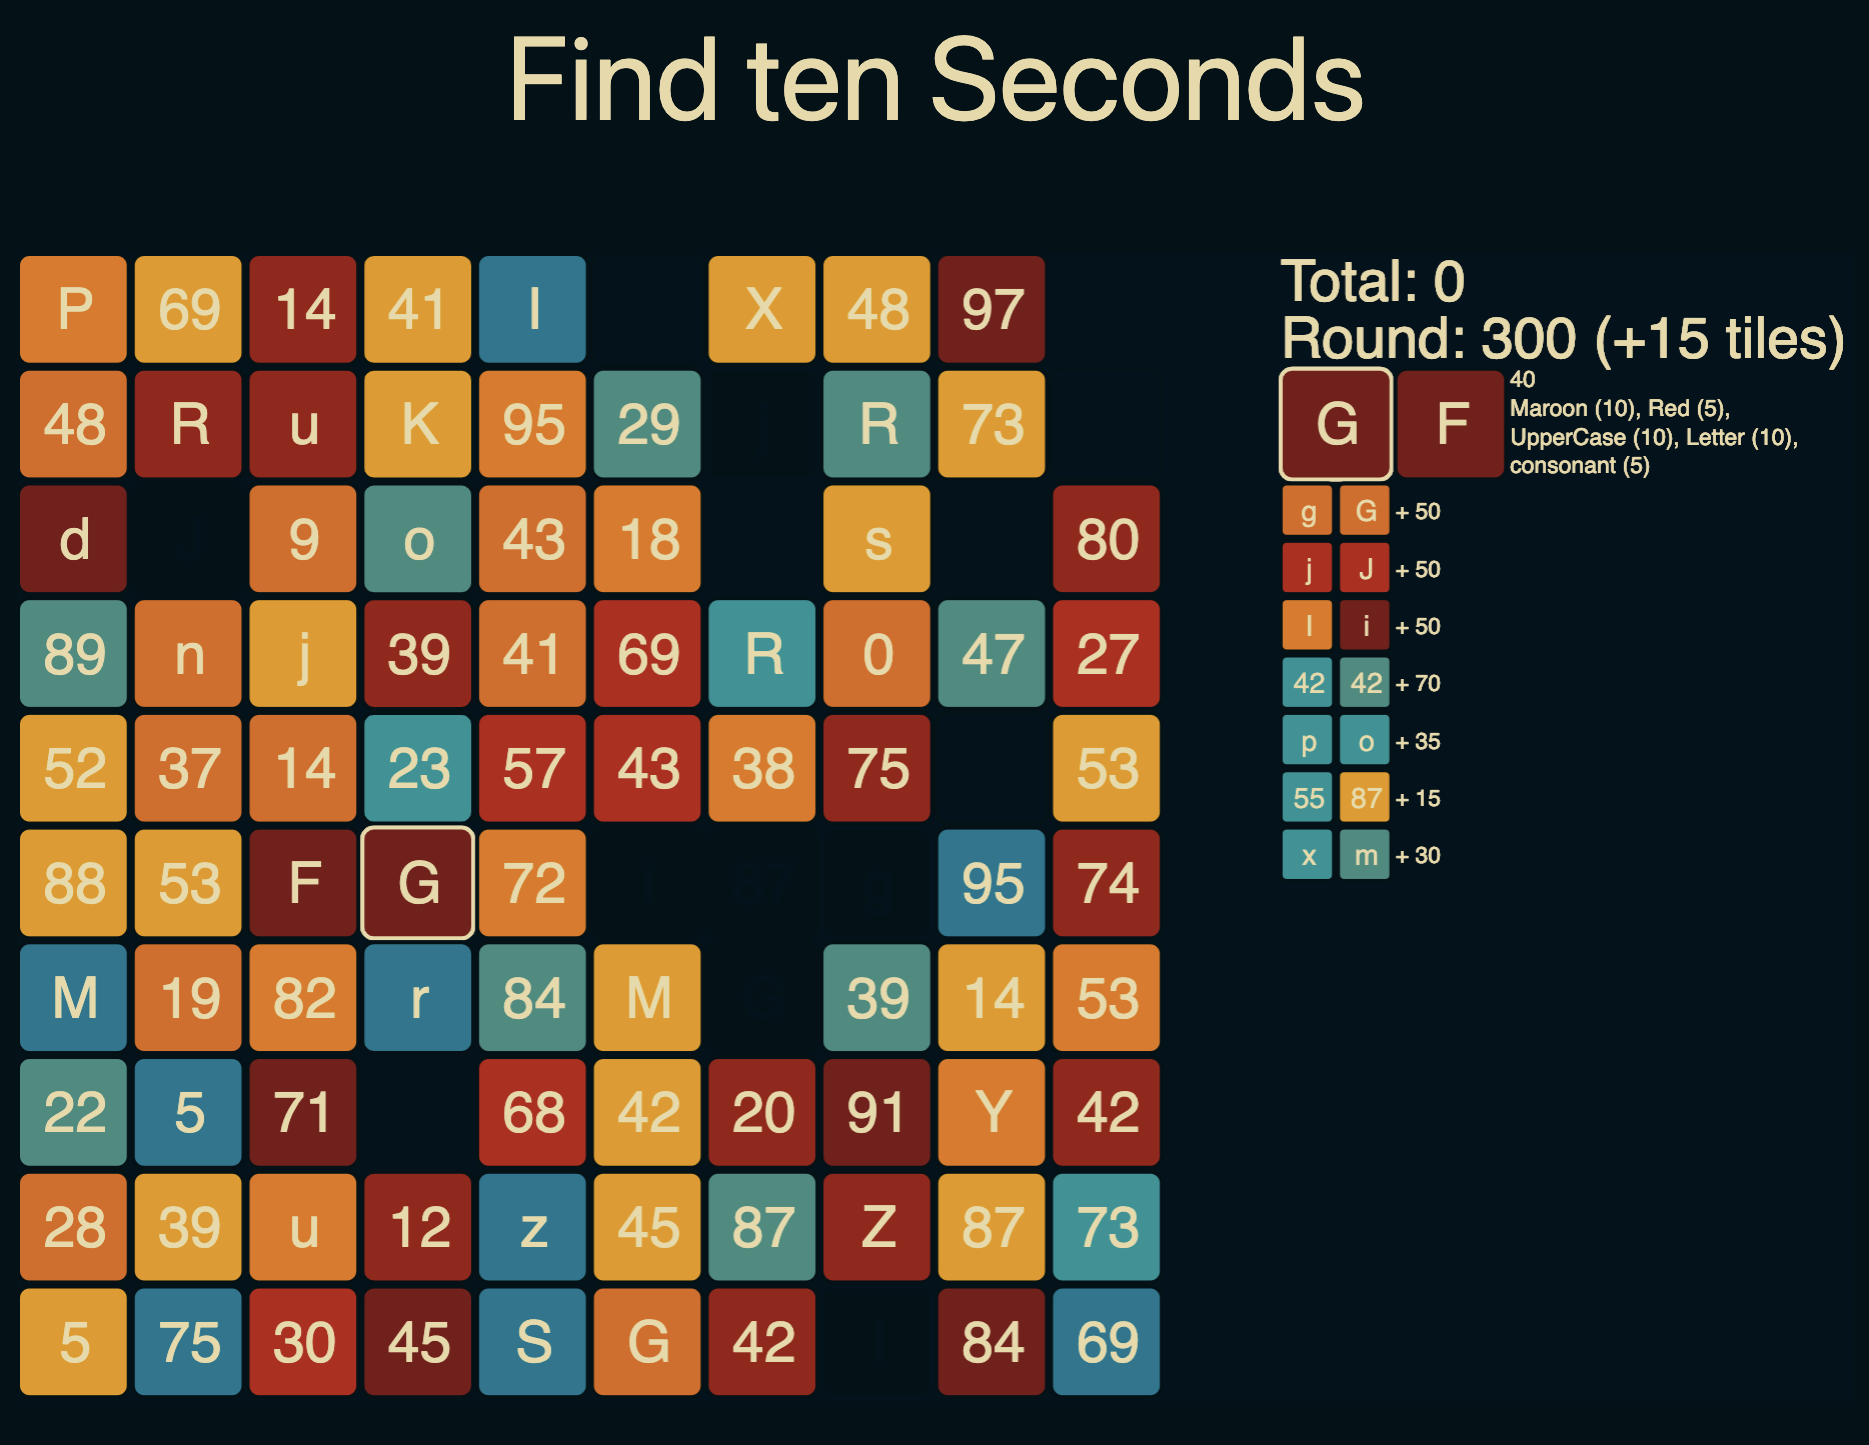 Find ten Seconds
P 69 14 41 I X 48 97
48 R u K 95 29 R 73
d 9 o 43 18 s 80
89 n j 39 41 69 R 0 47 27
52 37 14 23 57 43 38 75 53
88 53 F G 72 95 74
M 19 82 r 84 M 39 14 53
22 5 71 68 42 20 91 Y 42
28 39 u 12 z 45 87 Z 87 73
5 75 30 45 S G 42 84 69
Total: 0
Round: 300 (+15 tiles)
G F
40
Maroon (10), Red (5),
UpperCase (10), Letter (10),
consonant (5)
g G + 50
j J + 50
I i + 50
42 42 + 70
p o + 35
55 87 + 15
x m + 30